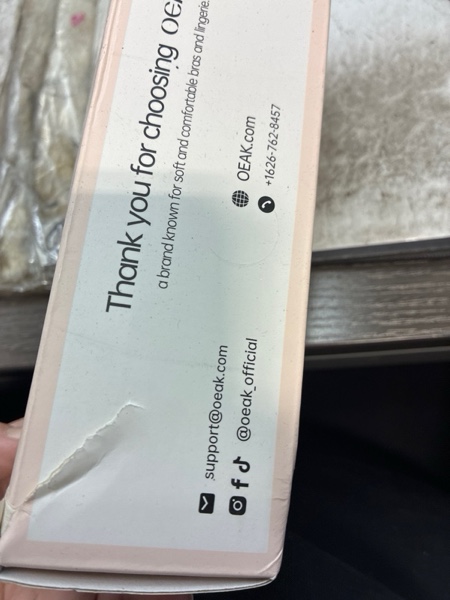 Thank you for choosing
a brand known for soft and comfortable bras and lingerie.
support@oeak.com
OEAK.com
@oeak_official
+1626-762-8457